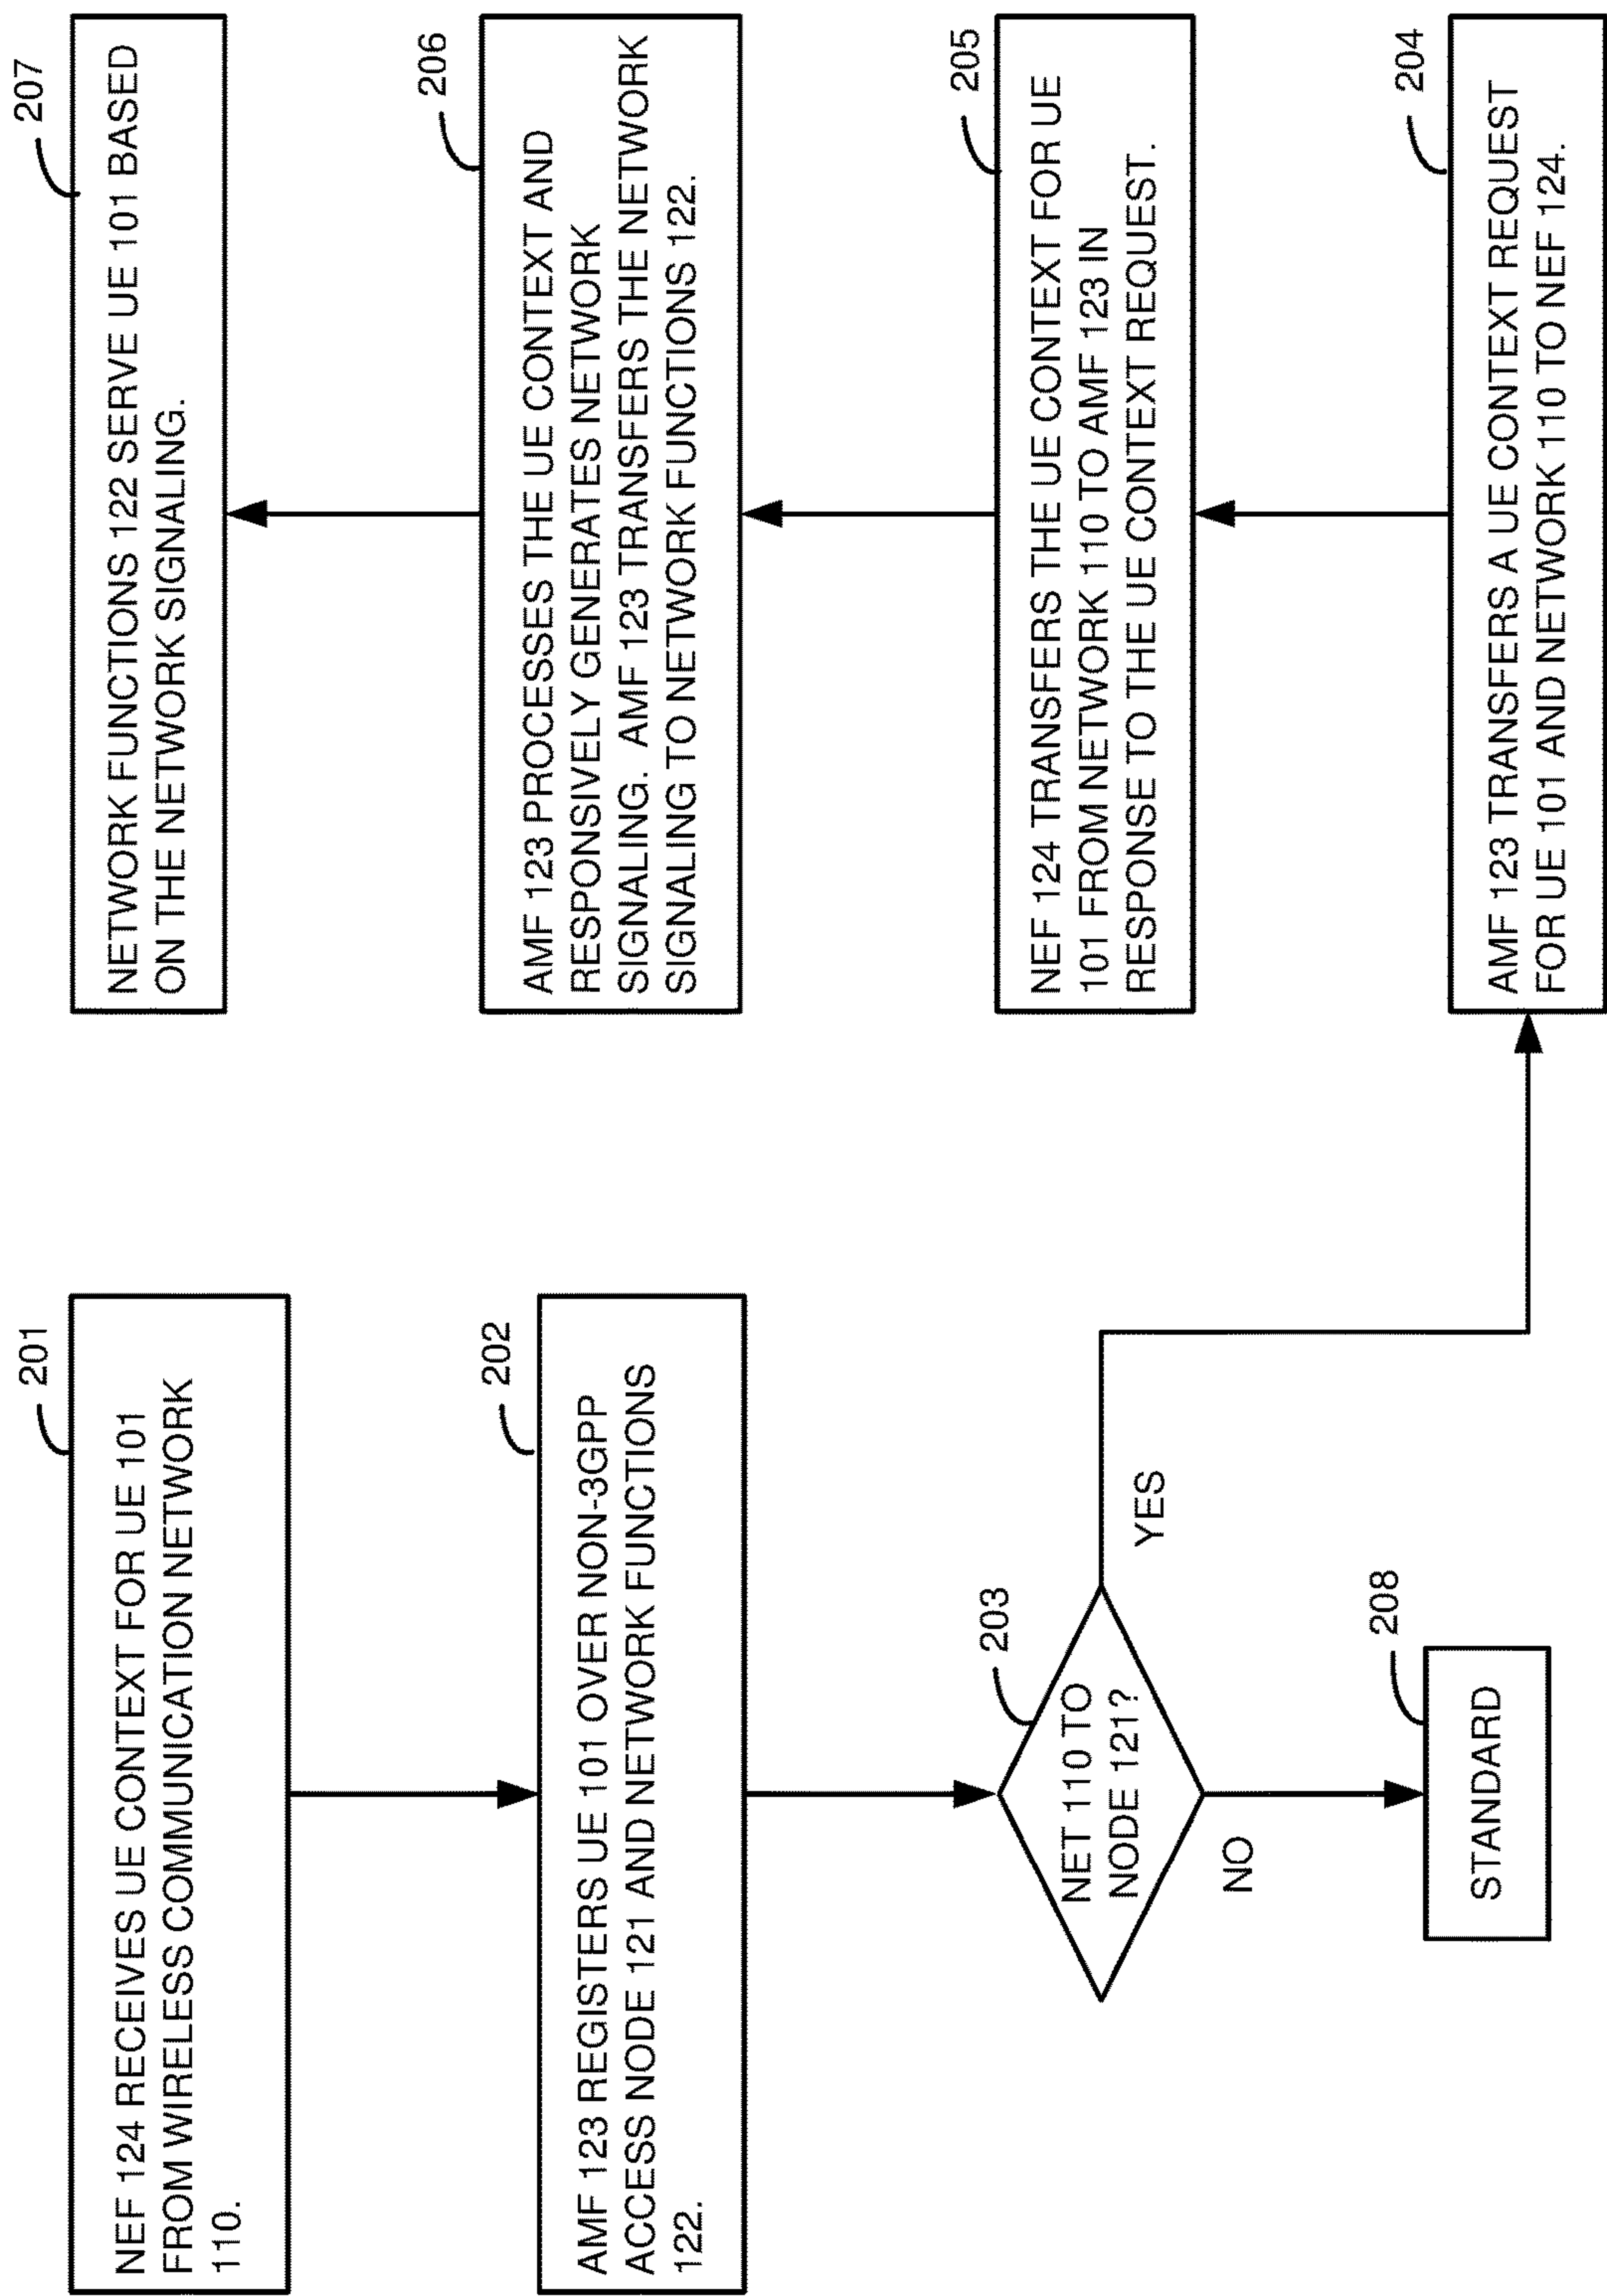 201
NEF 124 RECEIVES UE CONTEXT FOR UE 101
FROM WIRELESS COMMUNICATION NETWORK
110.
202
AMF 123 REGISTERS UE 101 OVER NON-3GPP
ACCESS NODE 121 AND NETWORK FUNCTIONS
122.
203
NET 110 TO
NODE 121?
YES
NO
208
STANDARD
204
AMF 123 TRANSFERS A UE CONTEXT REQUEST
FOR UE 101 AND NETWORK 110 TO NEF 124.
205
NEF 124 TRANSFERS THE UE CONTEXT FOR UE
101 FROM NETWORK 110 TO AMF 123 IN
RESPONSE TO THE UE CONTEXT REQUEST.
206
AMF 123 PROCESSES THE UE CONTEXT AND
RESPONSIVELY GENERATES NETWORK
SIGNALING. AMF 123 TRANSFERS THE NETWORK
SIGNALING TO NETWORK FUNCTIONS 122.
207
NETWORK FUNCTIONS 122 SERVE UE 101 BASED
ON THE NETWORK SIGNALING.